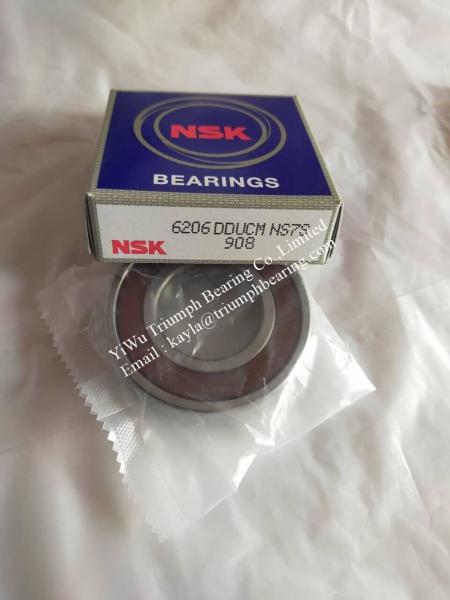 NSK
BEARINGS
NSK
6206 DDUCM NS7S
908
YiWu Triumph Bearing Co.,Limited
Email : kayla@triumphbearing.com